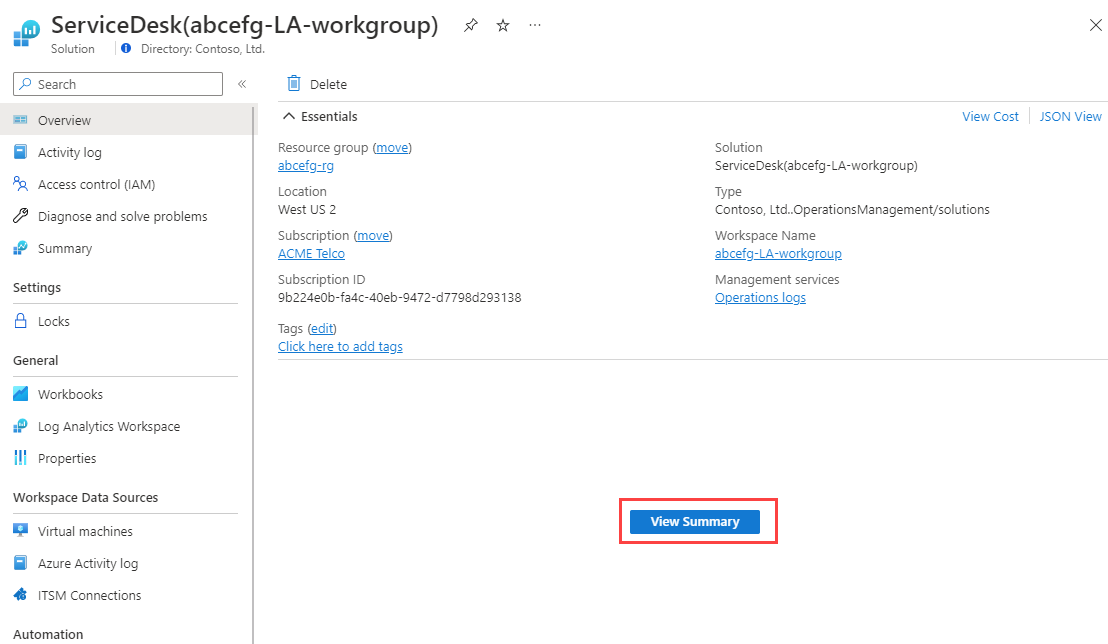 ServiceDesk(abcefg-LA-workgroup)
Solution
Directory: Contoso, Ltd.
Search
«
Overview
Activity log
Access control (IAM)
Diagnose and solve problems
Summary
Settings
Locks
General
Workbooks
Log Analytics Workspace
Properties
Workspace Data Sources
Virtual machines
Azure Activity log
ITSM Connections
Automation
Delete
Essentials
View Cost
JSON View
Resource group (move)
abcefg-rg
Location
West US 2
Subscription (move)
ACME Telco
Subscription ID
9b224e0b-fa4c-40eb-9472-d7798d293138
Tags (edit)
Click here to add tags
Solution
ServiceDesk(abcefg-LA-workgroup)
Type
Contoso, Ltd..OperationsManagement/solutions
Workspace Name
abcefg-LA-workgroup
Management services
Operations logs
View Summary